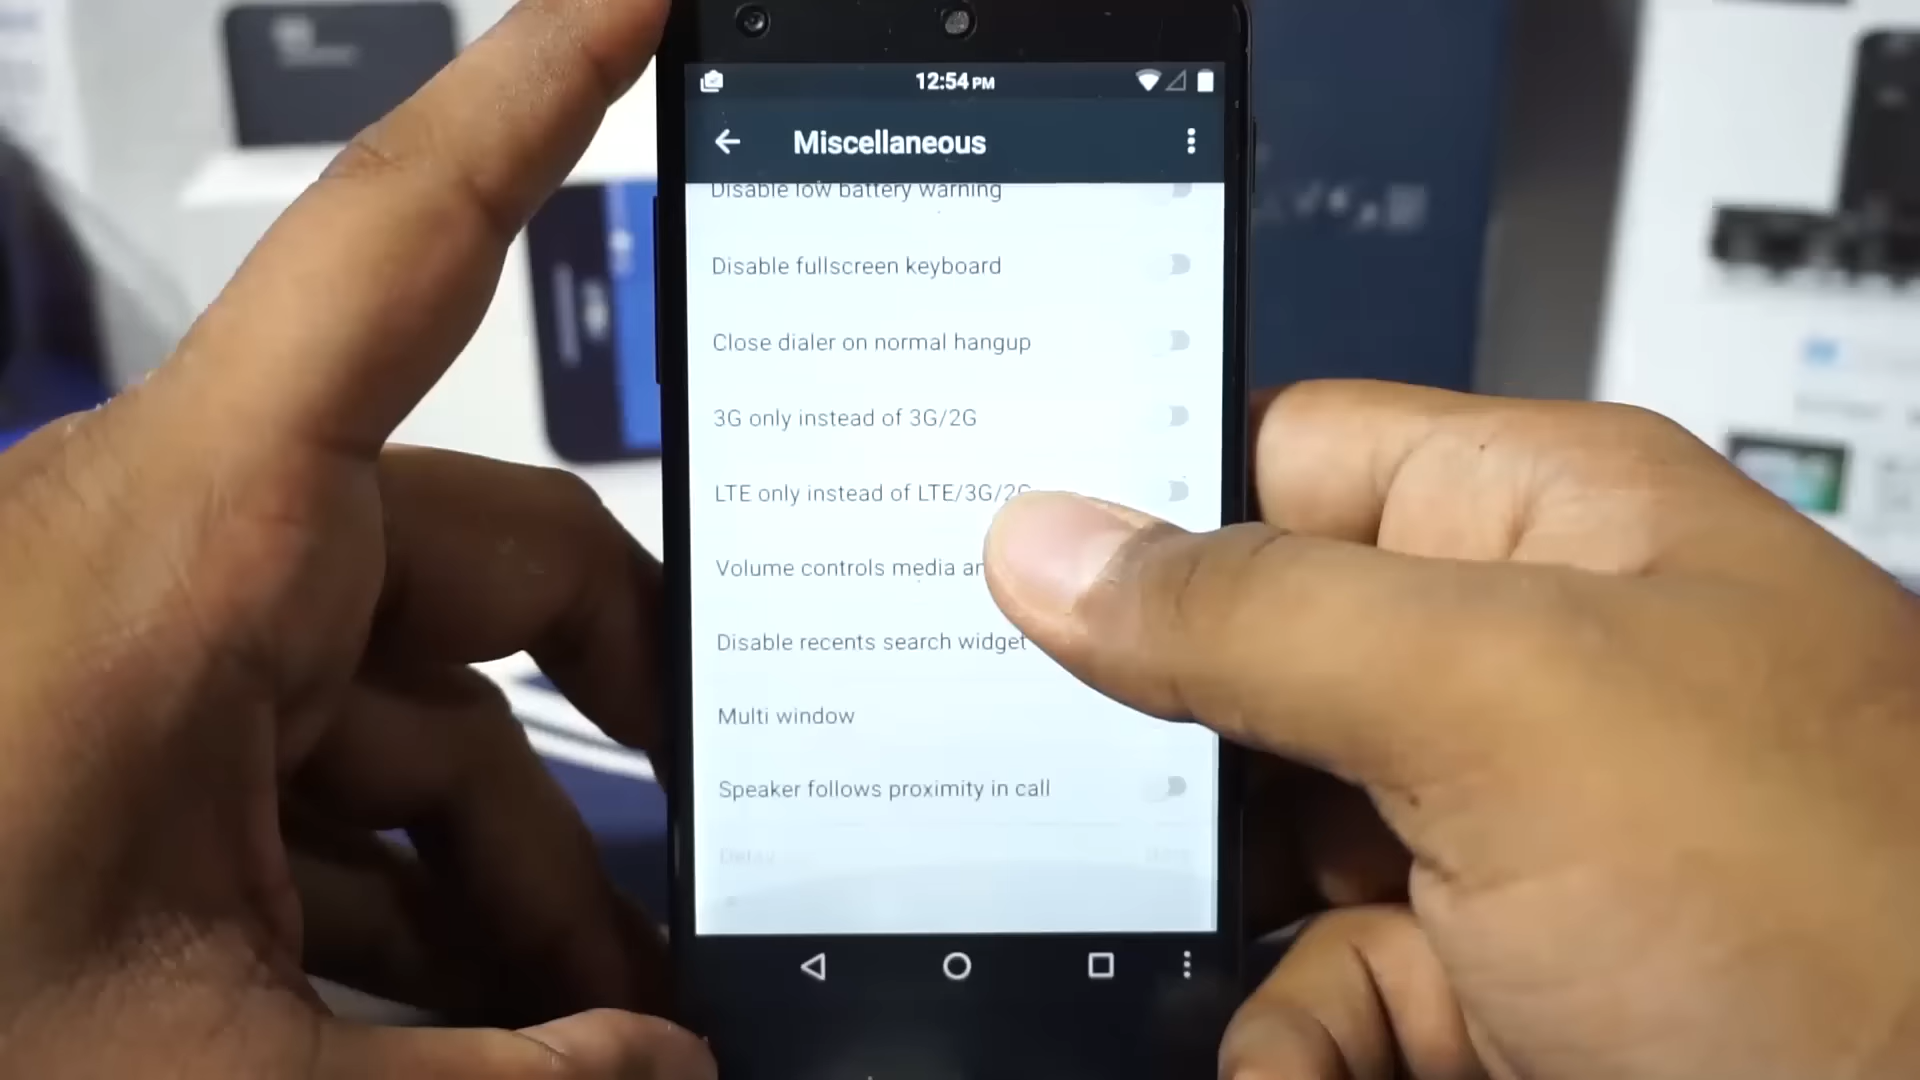 12:54 PM
Miscellaneous
Disable low battery warning
Disable fullscreen keyboard
Close dialer on normal hangup
3G only instead of 3G/2G
LTE only instead of LTE/3G/2G
Volume controls media
Disable recents search widget
Multi window
Speaker follows proximity in call
Delay